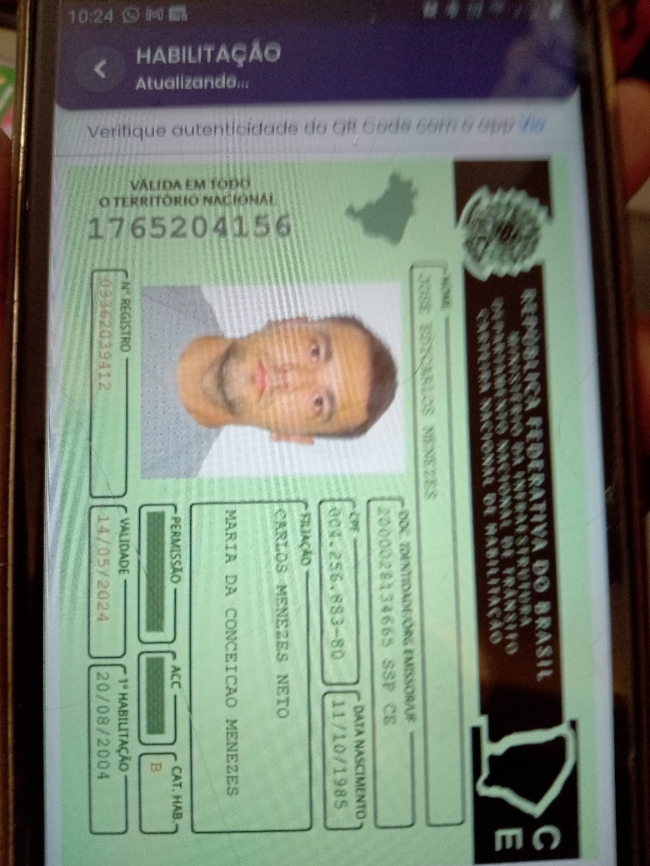 10:24
HABILITAÇÃO
Atualizando...
Verifique autenticidade do QR Code com o app Vio
REPÚBLICA FEDERATIVA DO BRASIL
MINISTÉRIO DA INFRAESTRUTURA
DEPARTAMENTO NACIONAL DE TRÂNSITO
CARTEIRA NACIONAL DE HABILITAÇÃO
CE
VÁLIDA EM TODO
O TERRITÓRIO NACIONAL
1765204156
NOME
JOSE EDICARLOS MENEZES
DOC. IDENTIDADE/ÓRG EMISSOR/UF
2000028134665 SSP CE
CPF
004.256.883-80
DATA NASCIMENTO
11/10/1985
FILIAÇÃO
CARLOS MENEZES NETO
MARIA DA CONCEICAO MENEZES
PERMISSÃO
ACC
CAT. HAB.
B
Nº REGISTRO
03362039412
VALIDADE
14/05/2024
1ª HABILITAÇÃO
20/08/2004